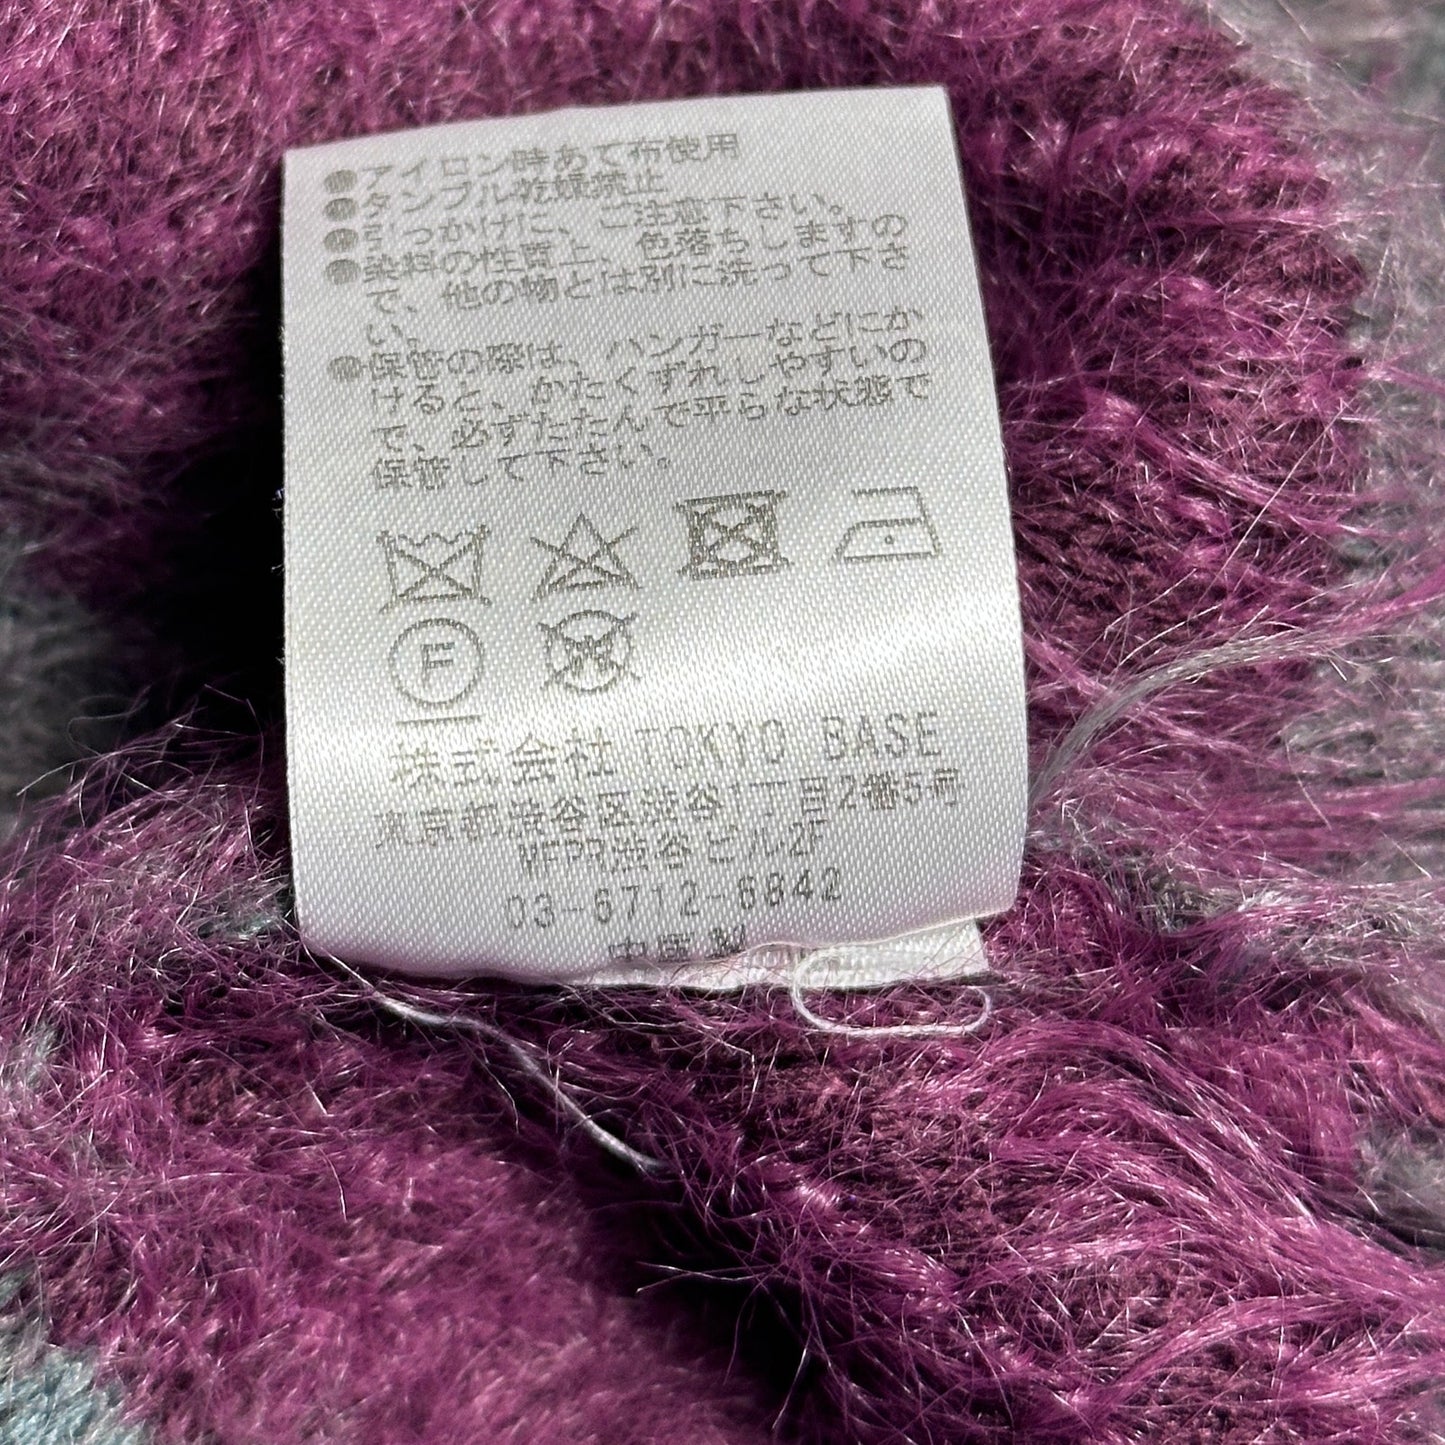 ●アイロン時あて布使用
●タンブル乾燥禁止
●引っかけに、ご注意下さい。
●染料の性質上、色落ちしますの
で、他の物とは別に洗って下さ
い。
●保管の際は、ハンガーなどにか
けると、かたくずれしやすいの
で、必ずたたんで平らな状態で
保管して下さい。
F
株式会社 TOKYO BASE
東京都渋谷区渋谷1丁目2番5号
MFPR渋谷ビル2F
03-6712-6842
中国製